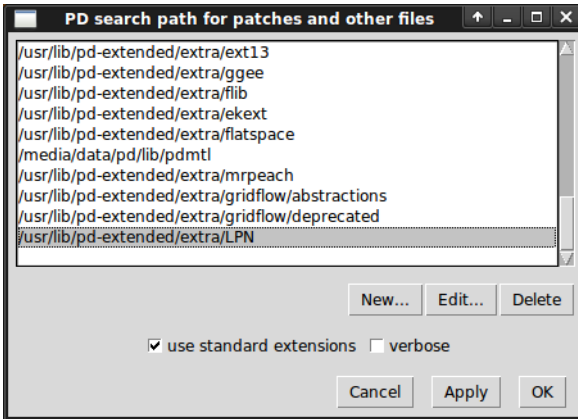 PD search path for patches and other files
/usr/lib/pd-extended/extra/ext13
/usr/lib/pd-extended/extra/ggee
/usr/lib/pd-extended/extra/flib
/usr/lib/pd-extended/extra/ekext
/usr/lib/pd-extended/extra/flatspace
/media/data/pd/lib/pdmtl
/usr/lib/pd-extended/extra/mrpeach
/usr/lib/pd-extended/extra/gridflow/abstractions
/usr/lib/pd-extended/extra/gridflow/deprecated
/usr/lib/pd-extended/extra/LPN
New... Edit... Delete
use standard extensions verbose
Cancel Apply OK